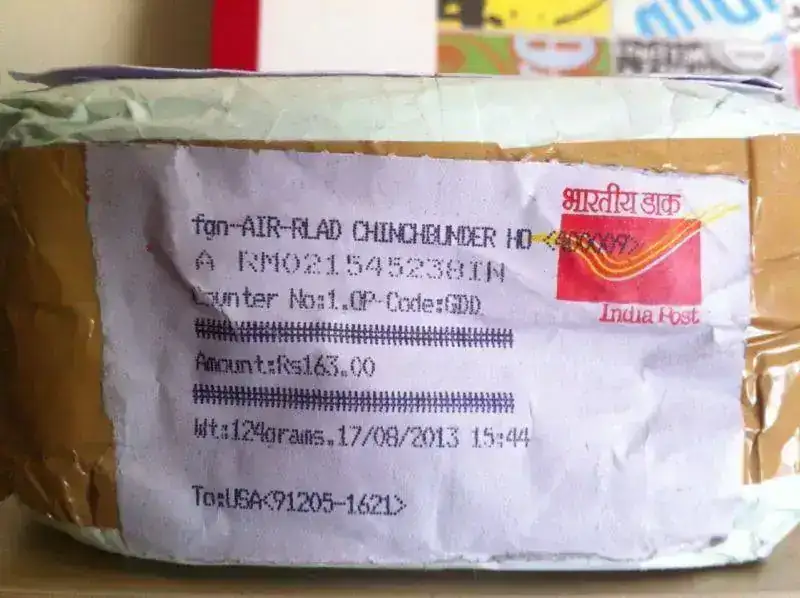 भारतीय डाक
fgn-AIR-RLAD CHINCHBUNDER HO <400009>
A RM021545238IN
India Post
Counter No:1.OP-Code:GDD
Amount:Rs163.00
Wt:124grams.17/08/2013 15:44
To:USA<91205-1621>